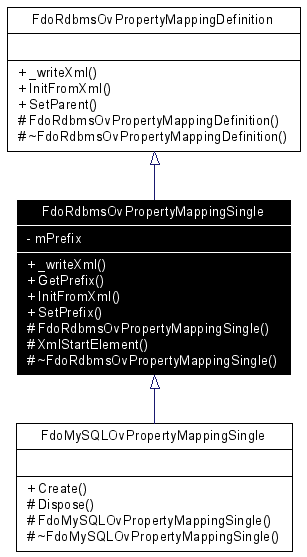 FdoRdbmsOvPropertyMappingDefinition
+ _writeXml()
+ InitFromXml()
+ SetParent()
# FdoRdbmsOvPropertyMappingDefinition()
# ~FdoRdbmsOvPropertyMappingDefinition()
FdoRdbmsOvPropertyMappingSingle
- mPrefix
+ _writeXml()
+ GetPrefix()
+ InitFromXml()
+ SetPrefix()
# FdoRdbmsOvPropertyMappingSingle()
# XmlStartElement()
# ~FdoRdbmsOvPropertyMappingSingle()
FdoMySQLOvPropertyMappingSingle
+ Create()
# Dispose()
# FdoMySQLOvPropertyMappingSingle()
# ~FdoMySQLOvPropertyMappingSingle()